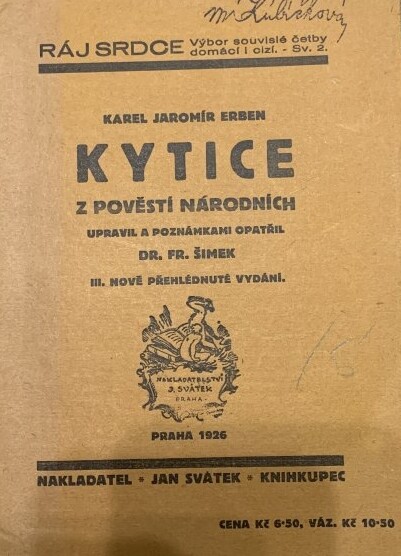 RÁJ SRDCE Výbor souvislé četby
domácí i cizí. - Sv. 2.
KAREL JAROMÍR ERBEN
KYTICE
Z POVĚSTÍ NÁRODNÍCH
UPRAVIL A POZNÁMKAMI OPATŘIL
DR. FR. ŠIMEK
III. NOVĚ PŘEHLÉDNUTÉ VYDÁNÍ.
NAKLADATELSTVÍ
J. SVÁTEK
PRAHA
PRAHA 1926
NAKLADATEL • JAN SVÁTEK • KNIHKUPEC
CENA Kč 6·50, VÁZ. Kč 10·50